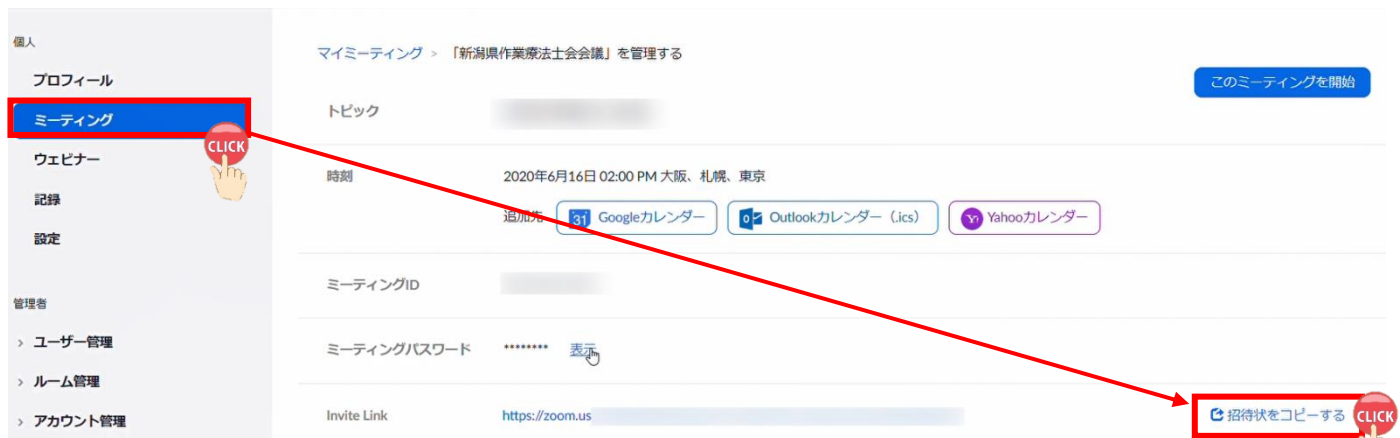 個人
プロフィール
ミーティング
ウェビナー
記録
設定
管理者
> ユーザー管理
> ルーム管理
> アカウント管理
CLICK
マイミーティング > 「新潟県作業療法士会会議」を管理する
このミーティングを開始
トピック
時刻 2020年6月16日 02:00 PM 大阪、札幌、東京
追加先 31 Googleカレンダー Outlookカレンダー (.ics) Yahooカレンダー
ミーティングID
ミーティングパスワード ******** 表示
Invite Link https://zoom.us 招待状をコピーする CLICK